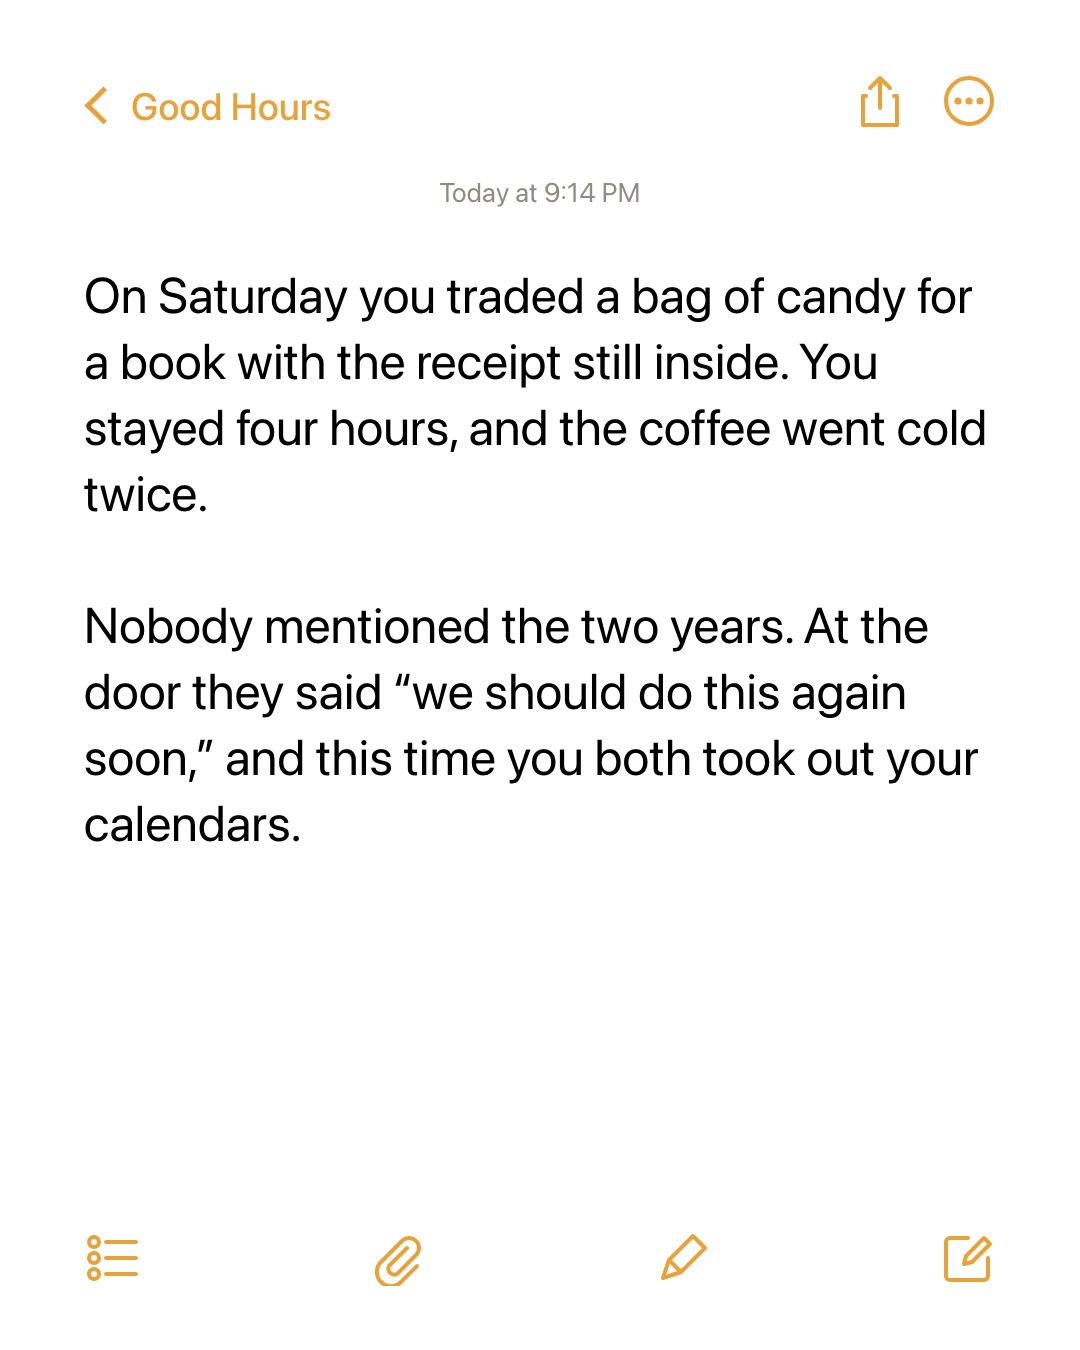 Good Hours
Today at 9:14 PM
On Saturday you traded a bag of candy for
a book with the receipt still inside. You
stayed four hours, and the coffee went cold
twice.
Nobody mentioned the two years. At the
door they said “we should do this again
soon,” and this time you both took out your
calendars.